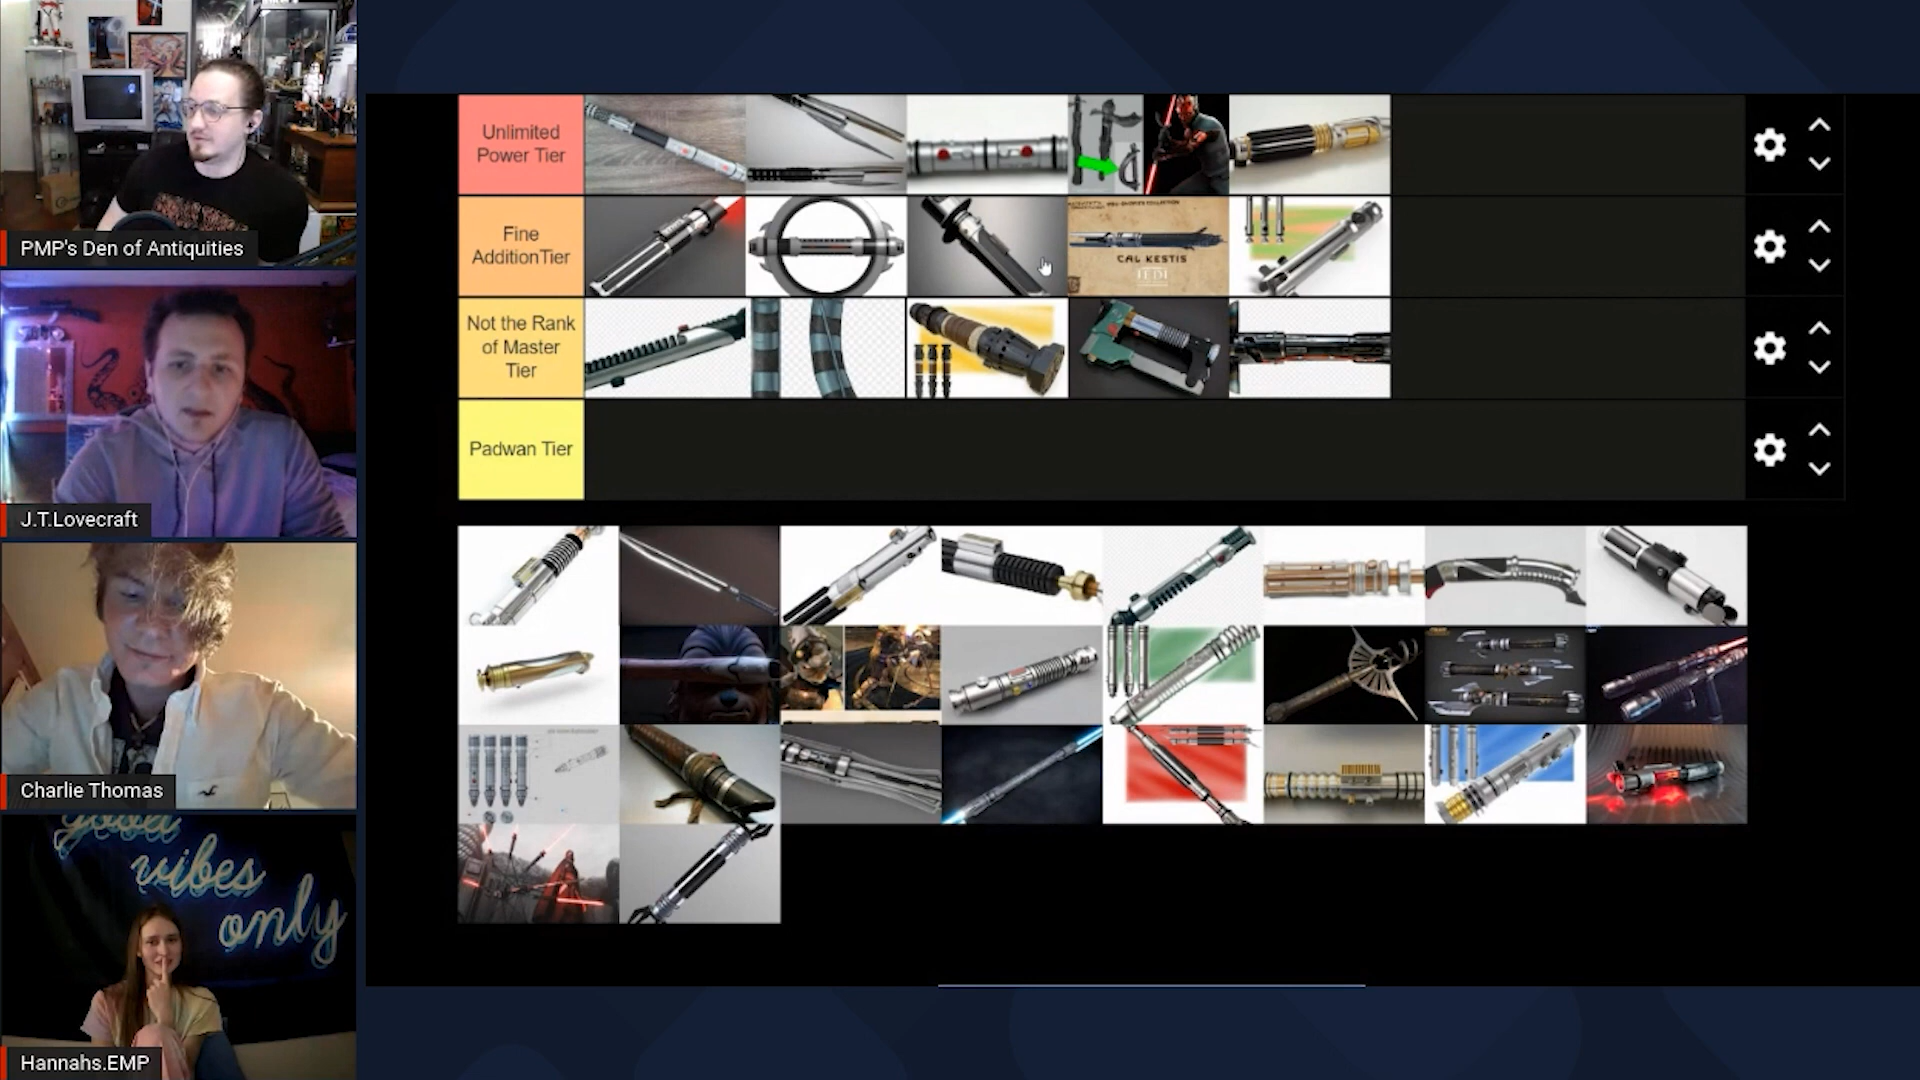 PMP's Den of Antiquities
J.T.Lovecraft
Charlie Thomas
good
vibes
only
Hannahs.EMP
Unlimited
Power Tier
Fine
AdditionTier
CAL KESTIS
JEDI
Not the Rank
of Master
Tier
Padwan Tier